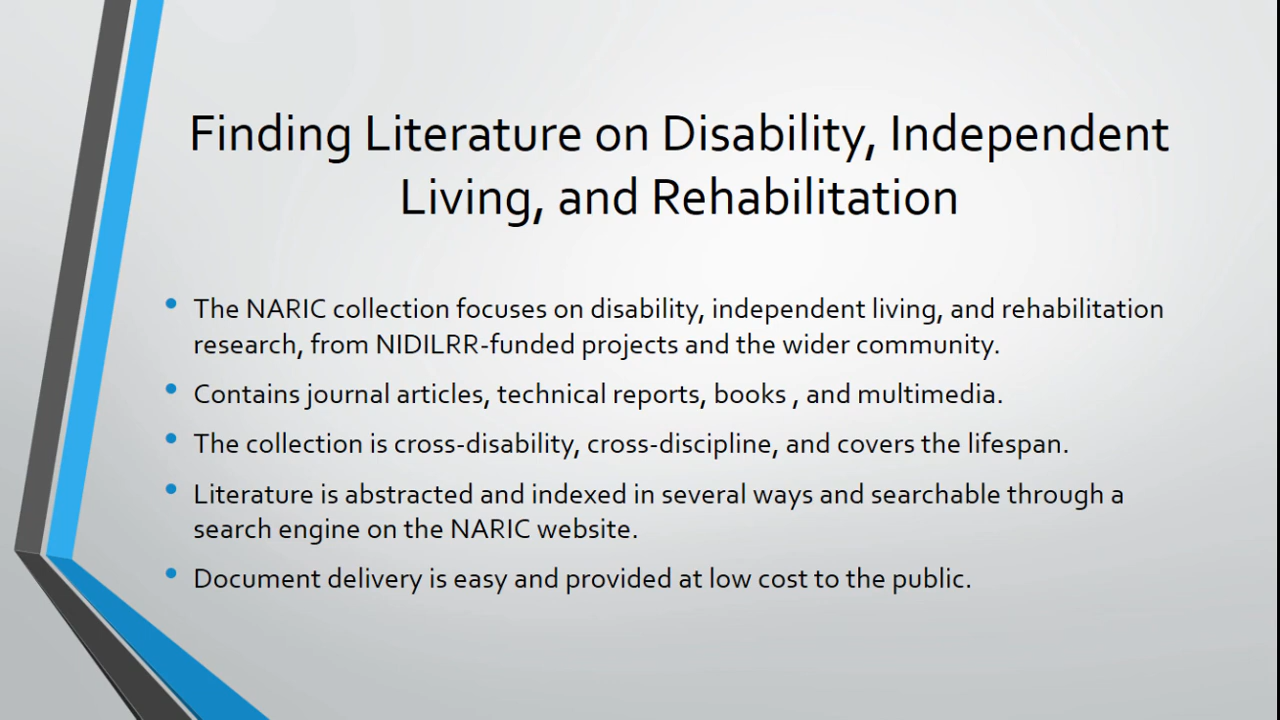 Finding Literature on Disability, Independent
Living, and Rehabilitation
• The NARIC collection focuses on disability, independent living, and rehabilitation
research, from NIDILRR-funded projects and the wider community.
• Contains journal articles, technical reports, books , and multimedia.
• The collection is cross-disability, cross-discipline, and covers the lifespan.
• Literature is abstracted and indexed in several ways and searchable through a
search engine on the NARIC website.
• Document delivery is easy and provided at low cost to the public.